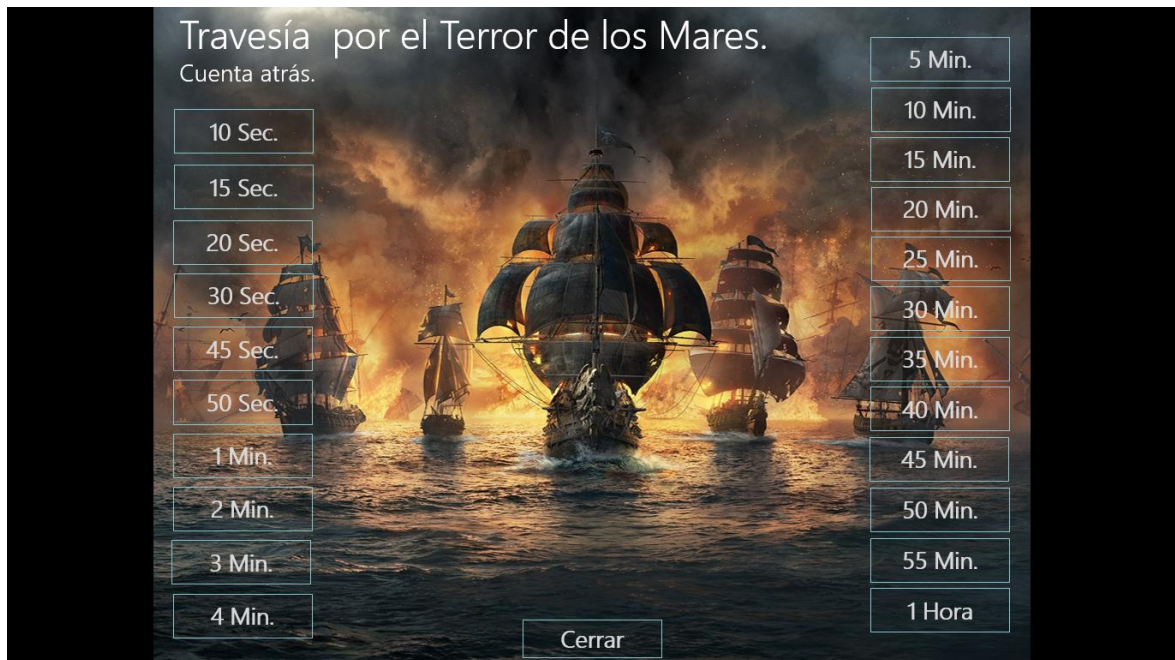 Travesía  por el Terror de los Mares.
Cuenta atrás.
10 Sec.
15 Sec.
20 Sec.
30 Sec.
45 Sec.
50 Sec.
1 Min.
2 Min.
3 Min.
4 Min.
5 Min.
10 Min.
15 Min.
20 Min.
25 Min.
30 Min.
35 Min.
40 Min.
45 Min.
50 Min.
55 Min.
1 Hora
Cerrar